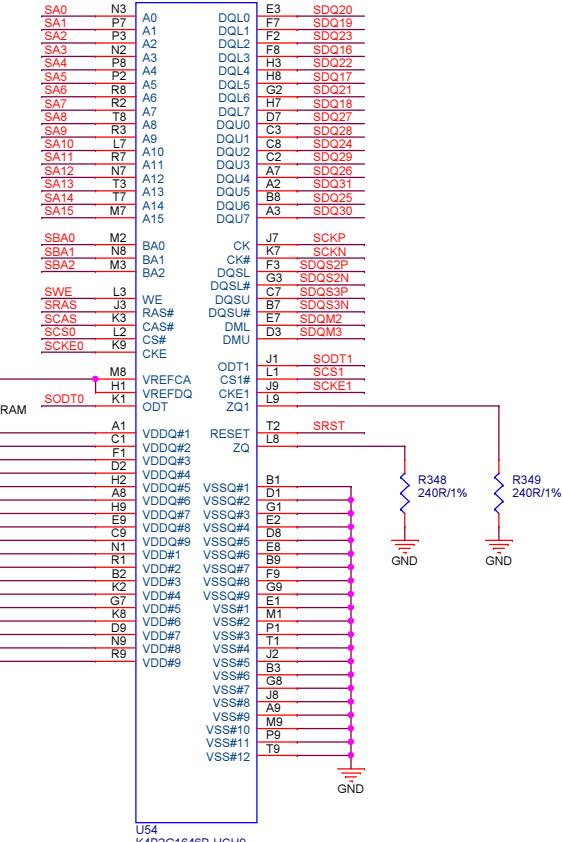 SA0 N3 A0 DQL0 E3 SDQ20
SA1 P7 A1 DQL1 F7 SDQ19
SA2 P3 A2 DQL2 F2 SDQ23
SA3 N2 A3 DQL3 F8 SDQ16
SA4 P8 A4 DQL4 H3 SDQ22
SA5 P2 A5 DQL5 H8 SDQ17
SA6 R8 A6 DQL6 G2 SDQ21
SA7 R2 A7 DQL7 H7 SDQ18
SA8 T8 A8 DQU0 D7 SDQ27
SA9 R3 A9 DQU1 C3 SDQ28
SA10 L7 A10 DQU2 C8 SDQ24
SA11 R7 A11 DQU3 C2 SDQ29
SA12 N7 A12 DQU4 A7 SDQ26
SA13 T3 A13 DQU5 A2 SDQ31
SA14 T7 A14 DQU6 B8 SDQ25
SA15 M7 A15 DQU7 A3 SDQ30
SBA0 M2 BA0 CK J7 SCKP
SBA1 N8 BA1 CK# K7 SCKN
SBA2 M3 BA2 DQSL F3 SDQS2P
DQSL# G3 SDQS2N
SWE L3 WE DQSU C7 SDQS3P
SRAS J3 RAS# DQSU# B7 SDQS3N
SCAS K3 CAS# DML E7 SDQM2
SCS0 L2 CS# DMU D3 SDQM3
SCKE0 K9 CKE
ODT1 J1 SODT1
M8 VREFCA CS1# L1 SCS1
H1 VREFDQ CKE1 J9 SCKE1
RAM SODT0 K1 ODT ZQ1 L9
A1 VDDQ#1 RESET T2 SRST
C1 VDDQ#2 ZQ L8
F1 VDDQ#3
D2 VDDQ#4
H2 VDDQ#5 VSSQ#1 B1
A8 VDDQ#6 VSSQ#2 D1
H9 VDDQ#7 VSSQ#3 G1
E9 VDDQ#8 VSSQ#4 E2
C9 VDDQ#9 VSSQ#5 D8
N1 VDD#1 VSSQ#6 E8
R1 VDD#2 VSSQ#7 B9
B2 VDD#3 VSSQ#8 F9
K2 VDD#4 VSSQ#9 G9
G7 VDD#5 VSS#1 E1
K8 VDD#6 VSS#2 M1
D9 VDD#7 VSS#3 P1
N9 VDD#8 VSS#4 T1
R9 VDD#9 VSS#5 J2
VSS#6 B3
VSS#7 G8
VSS#8 J8
VSS#9 A9
VSS#10 M9
VSS#11 P9
VSS#12 T9
R348
240R/1%
GND
R349
240R/1%
GND
GND
U54
K4B2G1646B-HCH9